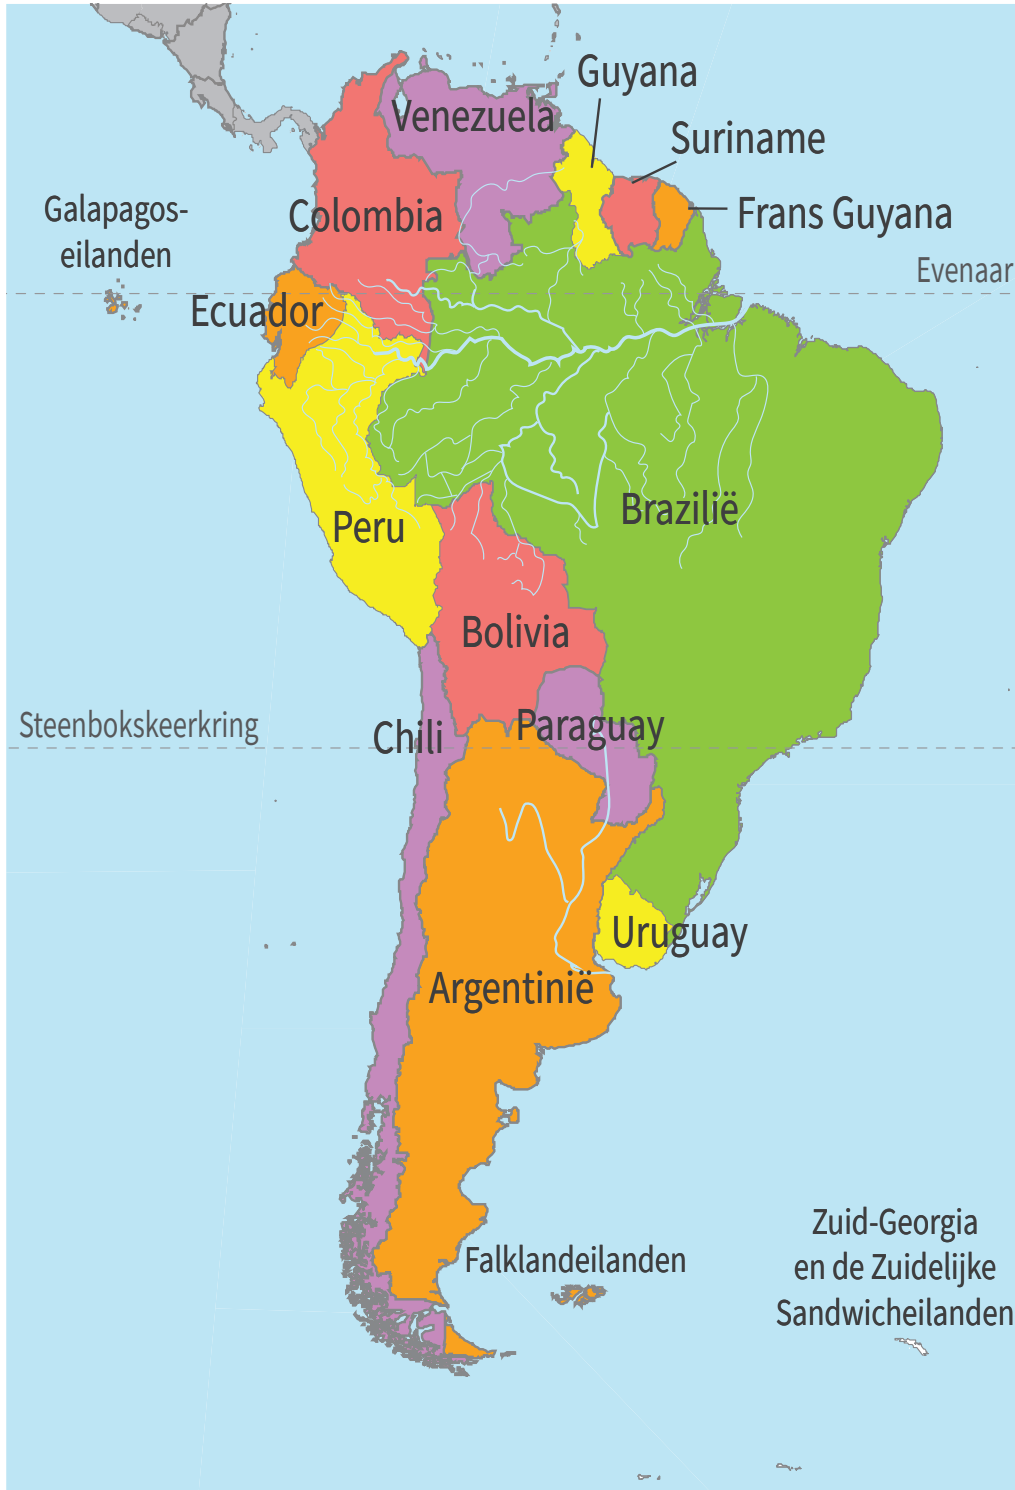 Guyana
Venezuela
Suriname
Galapagos-
eilanden
Colombia
Frans Guyana
Evenaar
Ecuador
Peru
Brazilië
Bolivia
Steenbokskeerkring
Chili
Paraguay
Uruguay
Argentinië
Falklandeilanden
Zuid-Georgia
en de Zuidelijke
Sandwicheilanden